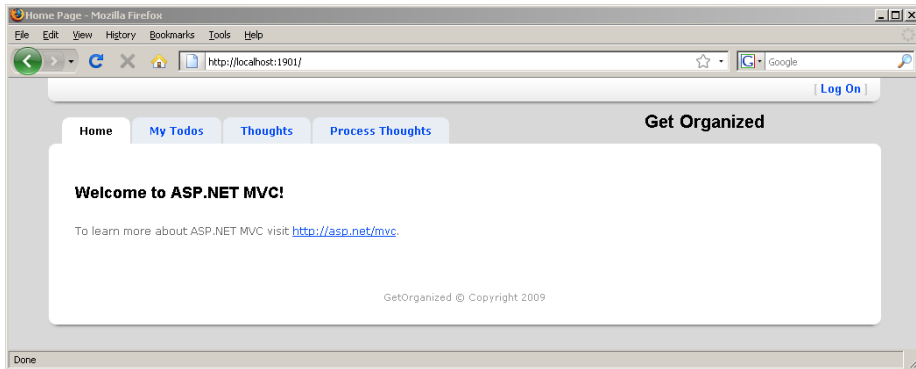 Home Page - Mozilla Firefox
File Edit View History Bookmarks Tools Help
http://localhost:1901/ G Google
[ Log On ]
Get Organized
Home My Todos Thoughts Process Thoughts
Welcome to ASP.NET MVC!
To learn more about ASP.NET MVC visit http://asp.net/mvc.
GetOrganized © Copyright 2009
Done